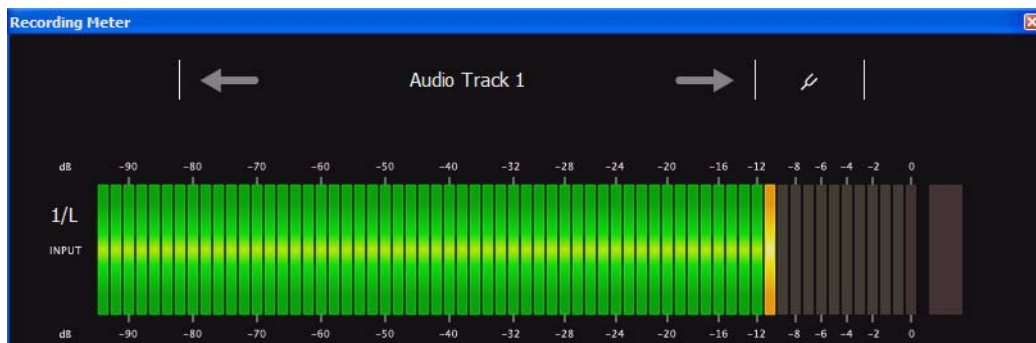 Recording Meter
Audio Track 1
dB -90 -80 -70 -60 -50 -40 -32 -28 -24 -20 -16 -12 -8 -6 -4 -2 0
1/L
INPUT
dB -90 -80 -70 -60 -50 -40 -32 -28 -24 -20 -16 -12 -8 -6 -4 -2 0